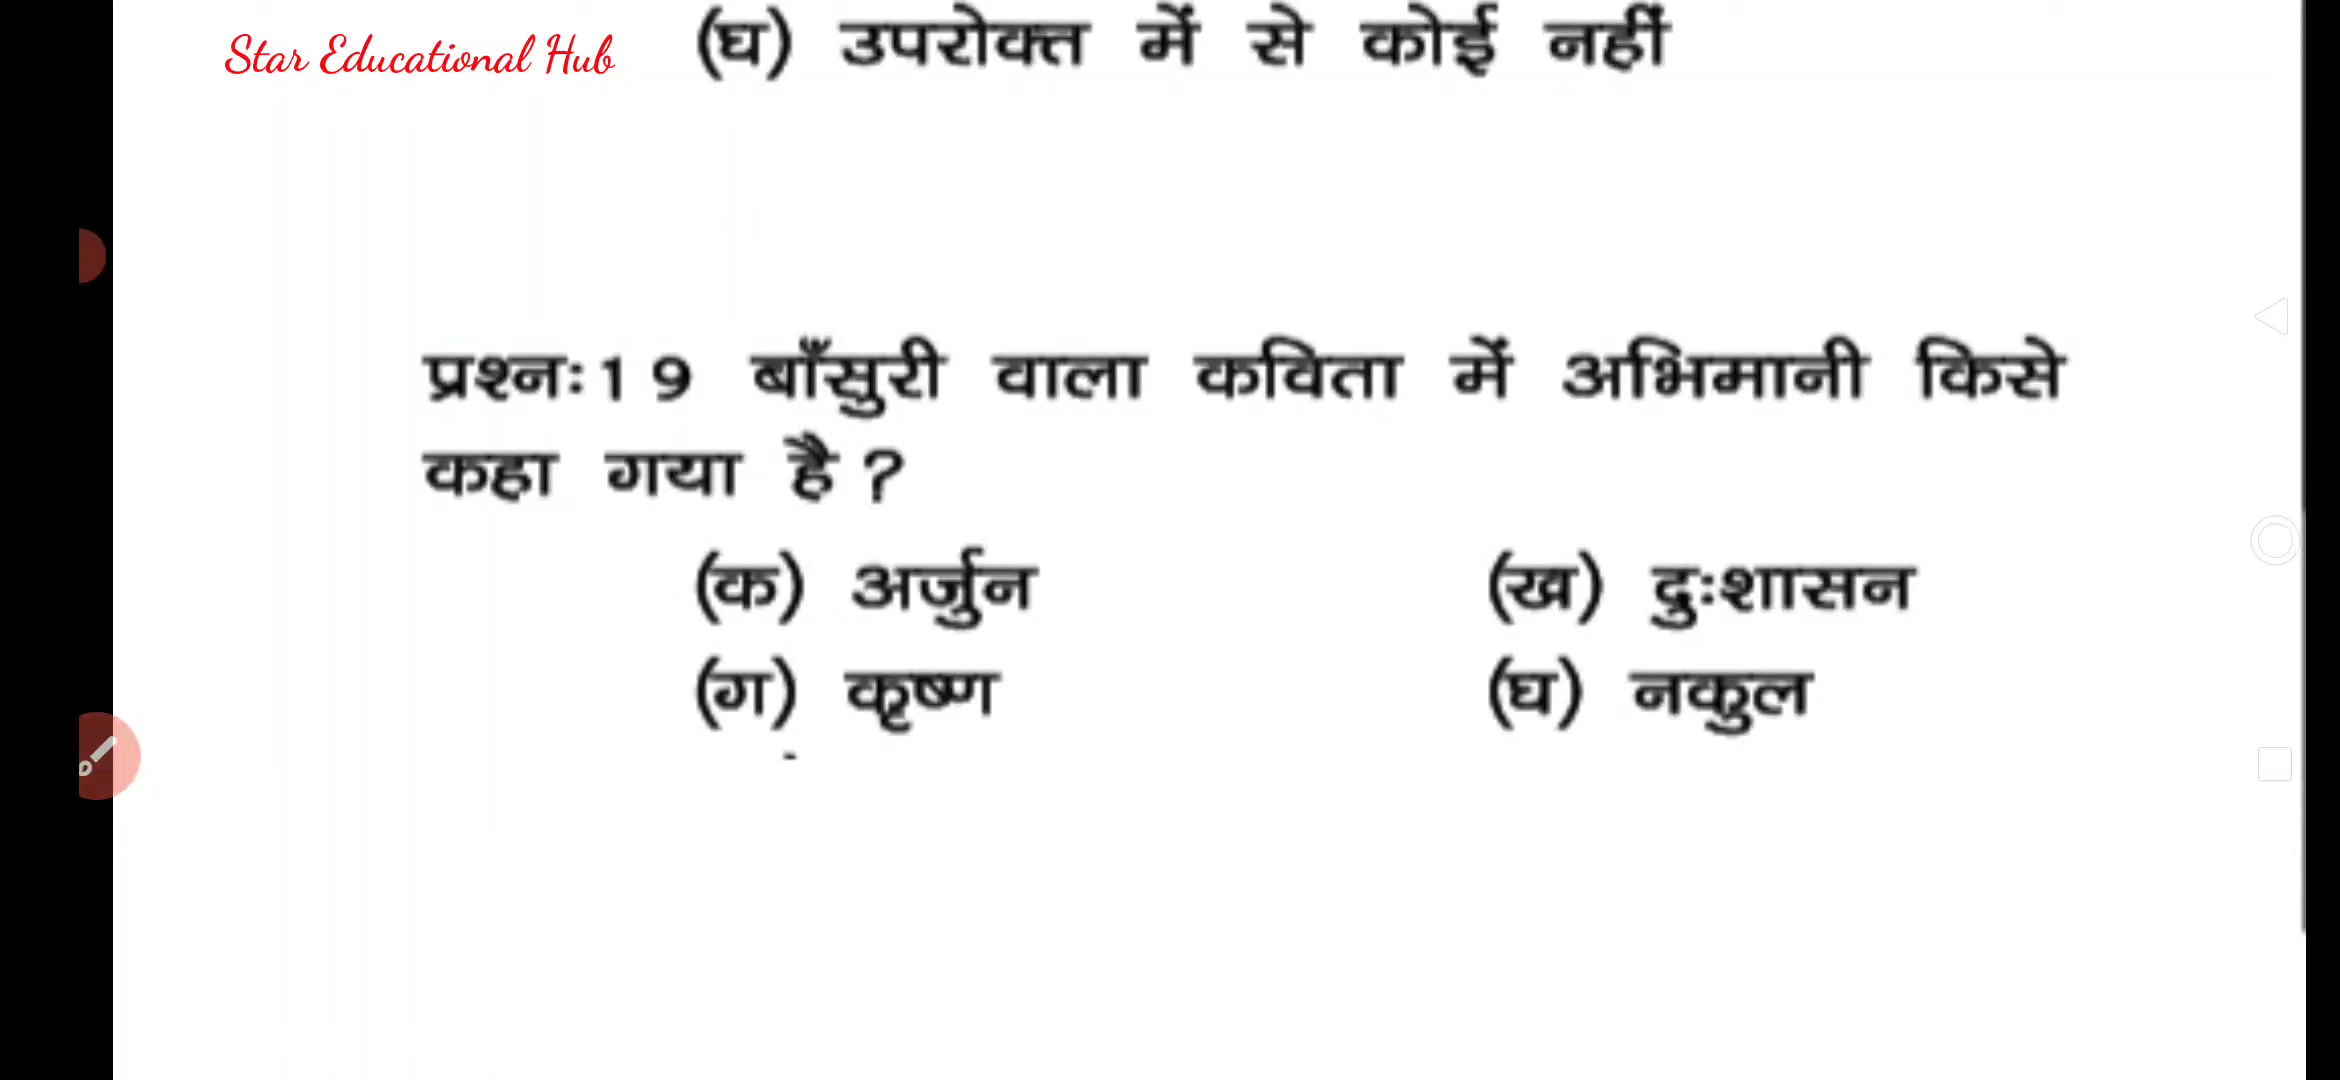 Star Educational Hub (घ) उपरोक्त में से कोई नहीं
प्रश्नः19 बाँसुरी वाला कविता में अभिमानी किसे
कहा गया है ?
(क) अर्जुन (ख) दुःशासन
(ग) कृष्ण (घ) नकुल